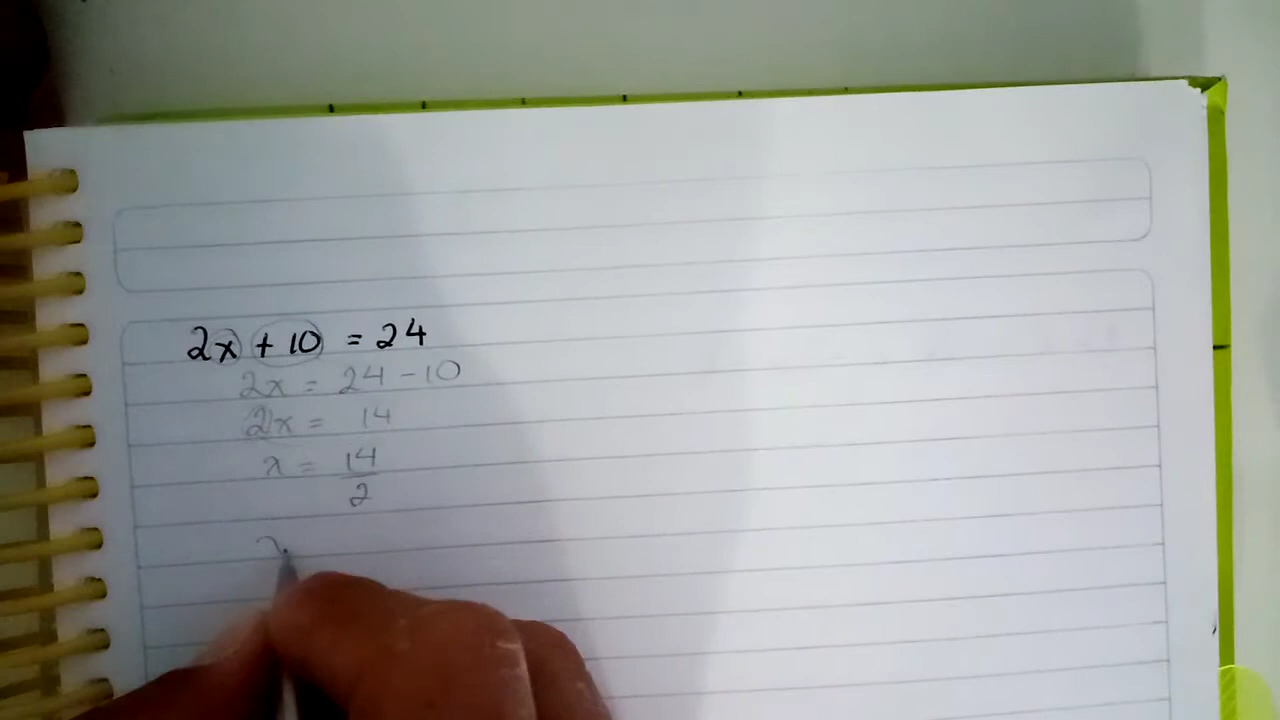 2x + 10 = 24
2x = 24 - 10
2x = 14
x = 14/2